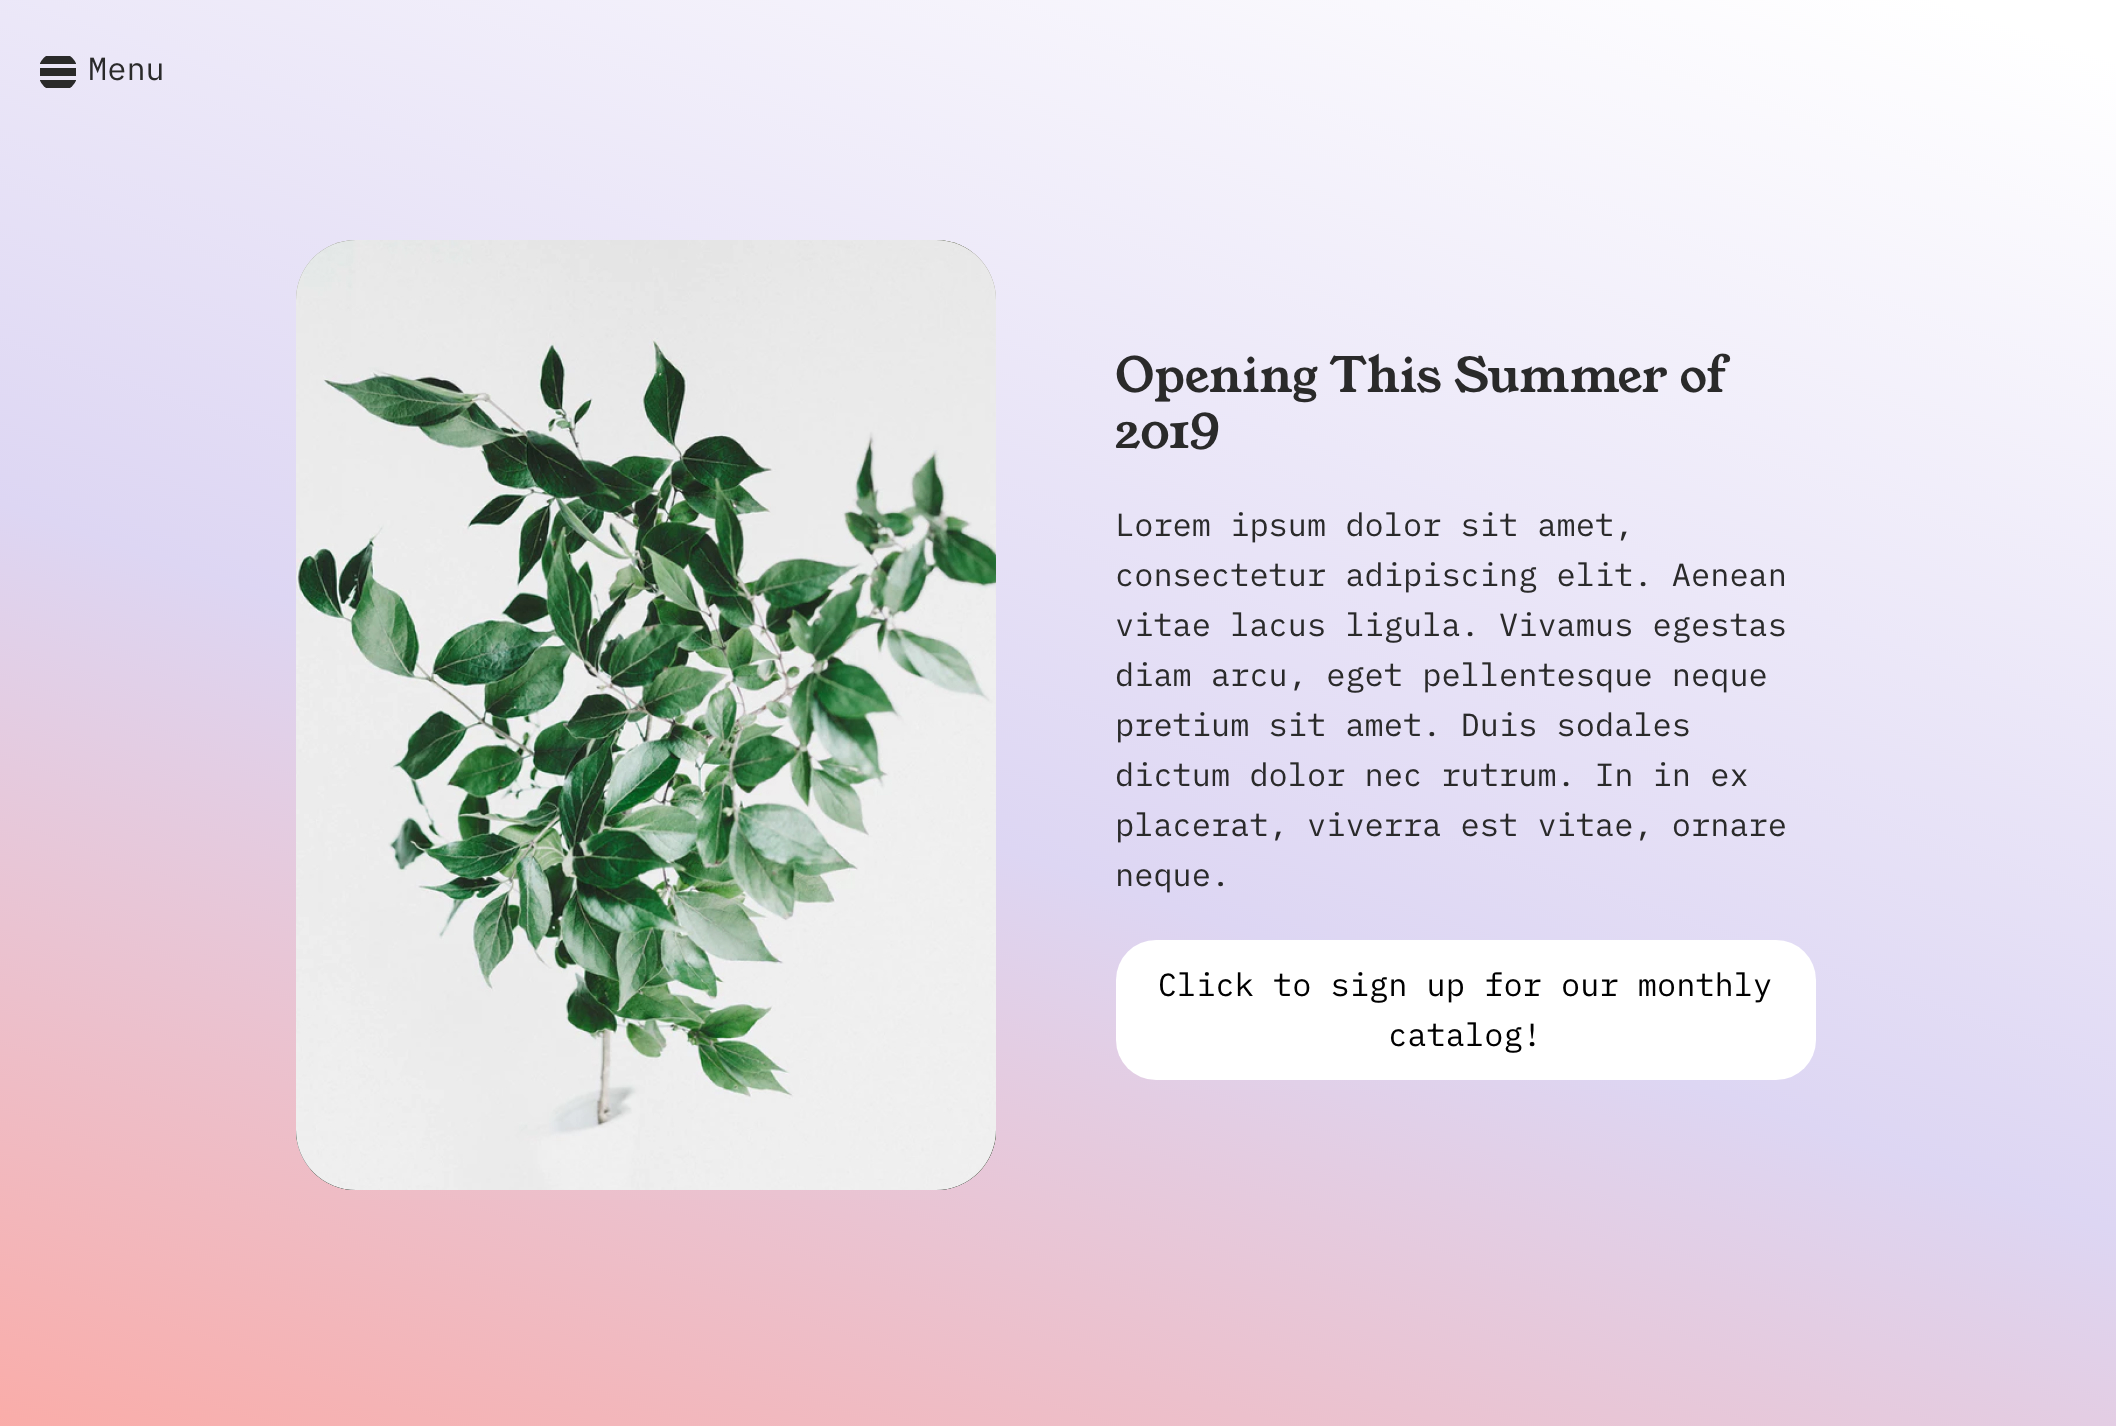 Menu
Opening This Summer of
2019
Lorem ipsum dolor sit amet,
consectetur adipiscing elit. Aenean
vitae lacus ligula. Vivamus egestas
diam arcu, eget pellentesque neque
pretium sit amet. Duis sodales
dictum dolor nec rutrum. In in ex
placerat, viverra est vitae, ornare
neque.
Click to sign up for our monthly
catalog!